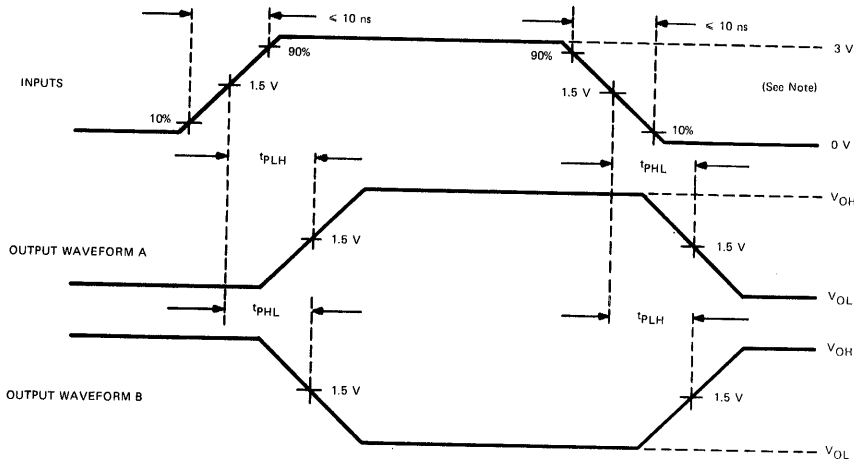 ≤ 10 ns
≤ 10 ns
3 V
90%
90%
INPUTS
1.5 V
1.5 V
(See Note)
10%
10%
0 V
tPLH
tPHL
VOH
OUTPUT WAVEFORM A
1.5 V
1.5 V
VOL
tPHL
tPLH
VOH
OUTPUT WAVEFORM B
1.5 V
1.5 V
VOL